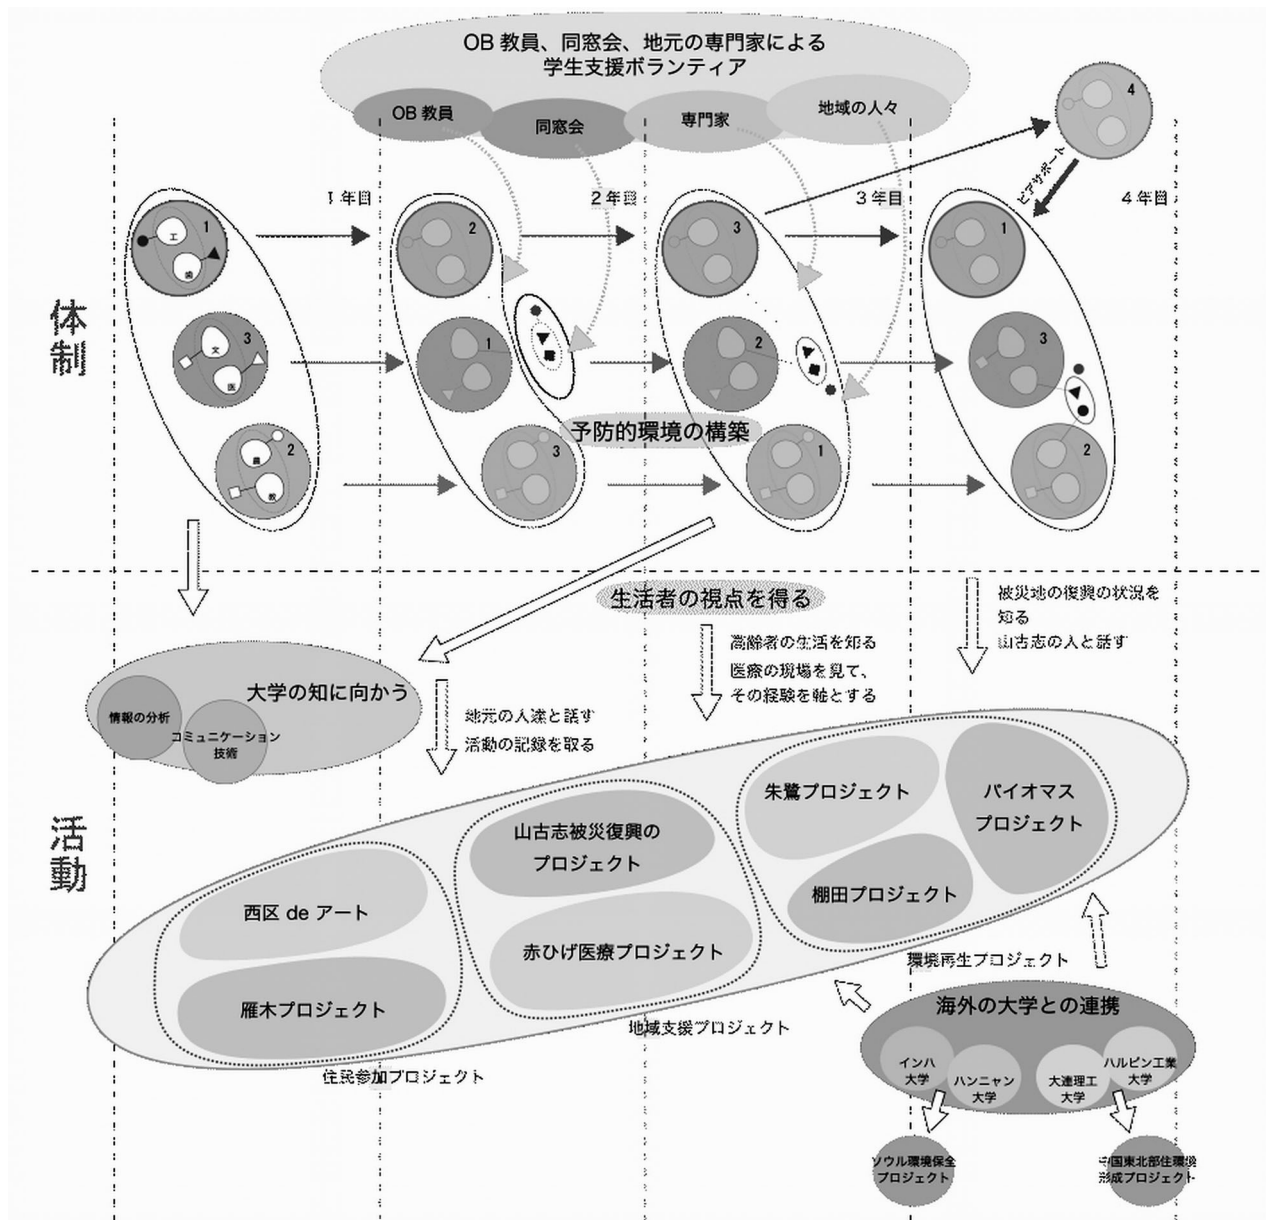 OB 教員、同窓会、地元の専門家による
学生支援ボランティア
OB 教員
同窓会
専門家
地域の人々
4
ピアサポート
1年目
2年目
3年目
4年目
体制
1
工
歯
2
3
1
3
文
医
1
2
3
2
農
教
3
1
2
予防的環境の構築
生活者の視点を得る
被災地の復興の状況を
知る
山古志の人と話す
高齢者の生活を知る
医療の現場を見て、
その経験を軸とする
大学の知に向かう
情報の分析
コミュニケーション
技術
地元の人達と話す
活動の記録を取る
活動
朱鷺プロジェクト
バイオマス
プロジェクト
棚田プロジェクト
山古志被災復興の
プロジェクト
赤ひげ医療プロジェクト
西区 de アート
雁木プロジェクト
環境再生プロジェクト
地域支援プロジェクト
住民参加プロジェクト
海外の大学との連携
インハ
大学
ハンニャン
大学
大連理工
大学
ハルピン工業
大学
ソウル環境保全
プロジェクト
中国東北部住環境
形成プロジェクト